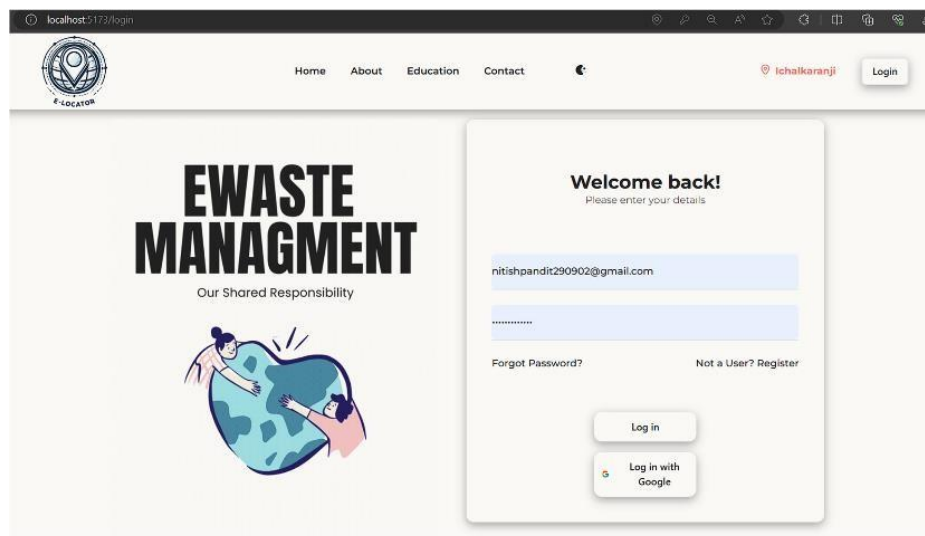 localhost:5173/login
E-LOCATOR
Home About Education Contact Ichalkaranji Login
EWASTE
MANAGMENT
Our Shared Responsibility
Welcome back!
Please enter your details
nitishpandit290902@gmail.com
•••••••••••••
Forgot Password? Not a User? Register
Log in
Log in with
Google